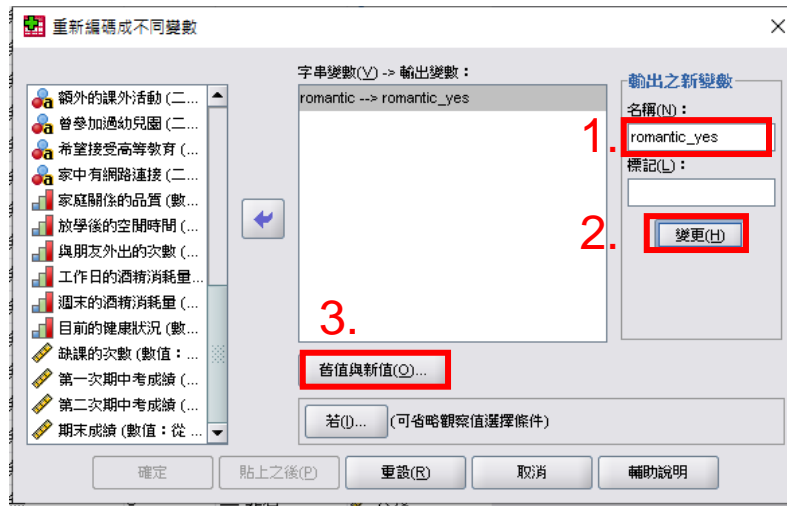 重新編碼成不同變數
額外的課外活動 (二...
曾參加過幼兒園 (二...
希望接受高等教育 (...
家中有網路連接 (二...
家庭關係的品質 (數...
放學後的空閒時間 (...
與朋友外出的次數 (...
工作日的酒精消耗量...
週末的酒精消耗量 (...
目前的健康狀況 (數...
缺課的次數 (數值：...
第一次期中考成績 (...
第二次期中考成績 (...
期末成績 (數值：從 ...
字串變數(V) -> 輸出變數：
romantic --> romantic_yes
輸出之新變數
名稱(N)：
1.
romantic_yes
標記(L)：
2.
變更(H)
3.
舊值與新值(O)...
若(I)...
(可省略觀察值選擇條件)
確定
貼上之後(P)
重設(R)
取消
輔助說明